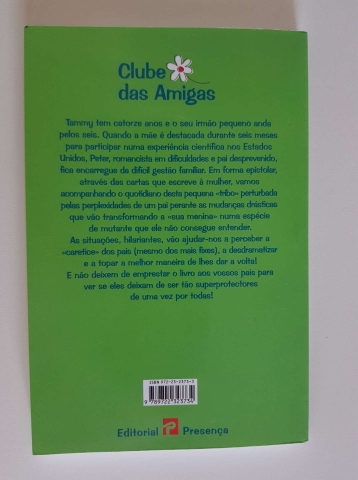 Clube
das Amigas
Tammy tem catorze anos e o seu irmão pequeno anda
pelos seis. Quando a mãe é destacada durante seis meses
para participar numa experiência científica nos Estados
Unidos, Peter, romancista em dificuldades e pai desprevenido,
fica encarregue da difícil gestão familiar. Em forma epistolar,
através das cartas que escreve à mulher, vamos
acompanhando o quotidiano desta pequena «tribo» perturbada
pelas perplexidades de um pai perante as mudanças drásticas
que vão transformando a «sua menina» numa espécie
de mutante que ele não consegue entender.
As situações, hilariantes, vão ajudar-nos a perceber a
«caretice» dos pais (mesmo dos mais fixes), a desdramatizar
e a topar a melhor maneira de lhes dar a volta!
E não deixem de emprestar o livro aos vossos pais para
ver se eles deixam de ser tão superprotectores
de uma vez por todas!
9 789722 323734
Editorial Presença